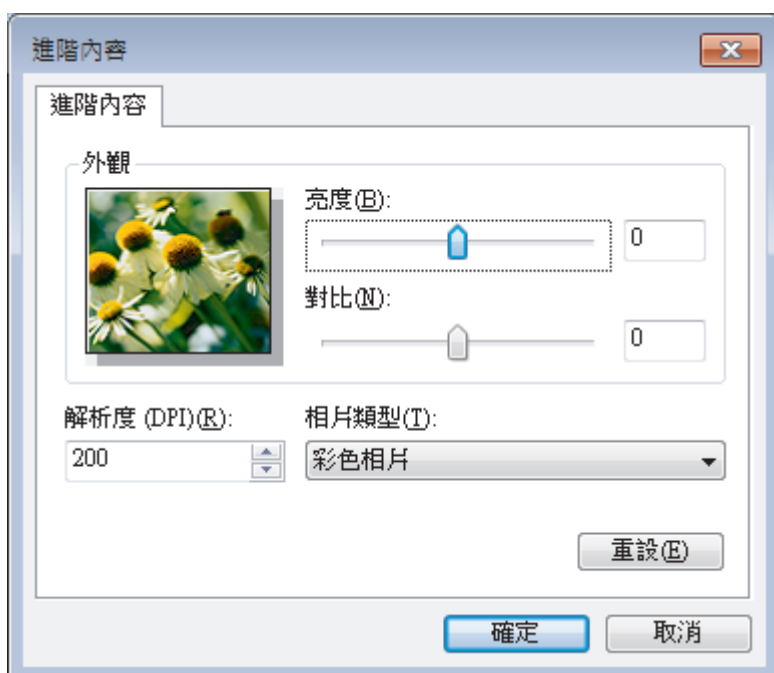 進階內容
進階內容
外觀
亮度(B):
0
對比(N):
0
解析度 (DPI)(R):
相片類型(T):
200
彩色相片
重設(E)
確定
取消